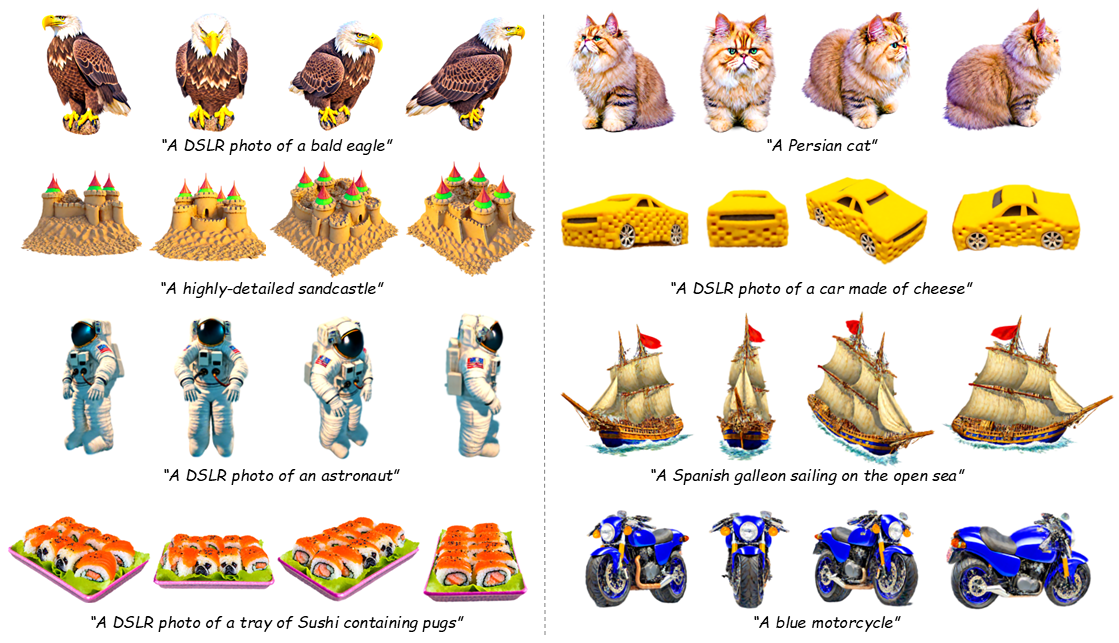 “A DSLR photo of a bald eagle”
“A Persian cat”
“A highly-detailed sandcastle”
“A DSLR photo of a car made of cheese”
“A DSLR photo of an astronaut”
“A Spanish galleon sailing on the open sea”
“A DSLR photo of a tray of Sushi containing pugs”
“A blue motorcycle”